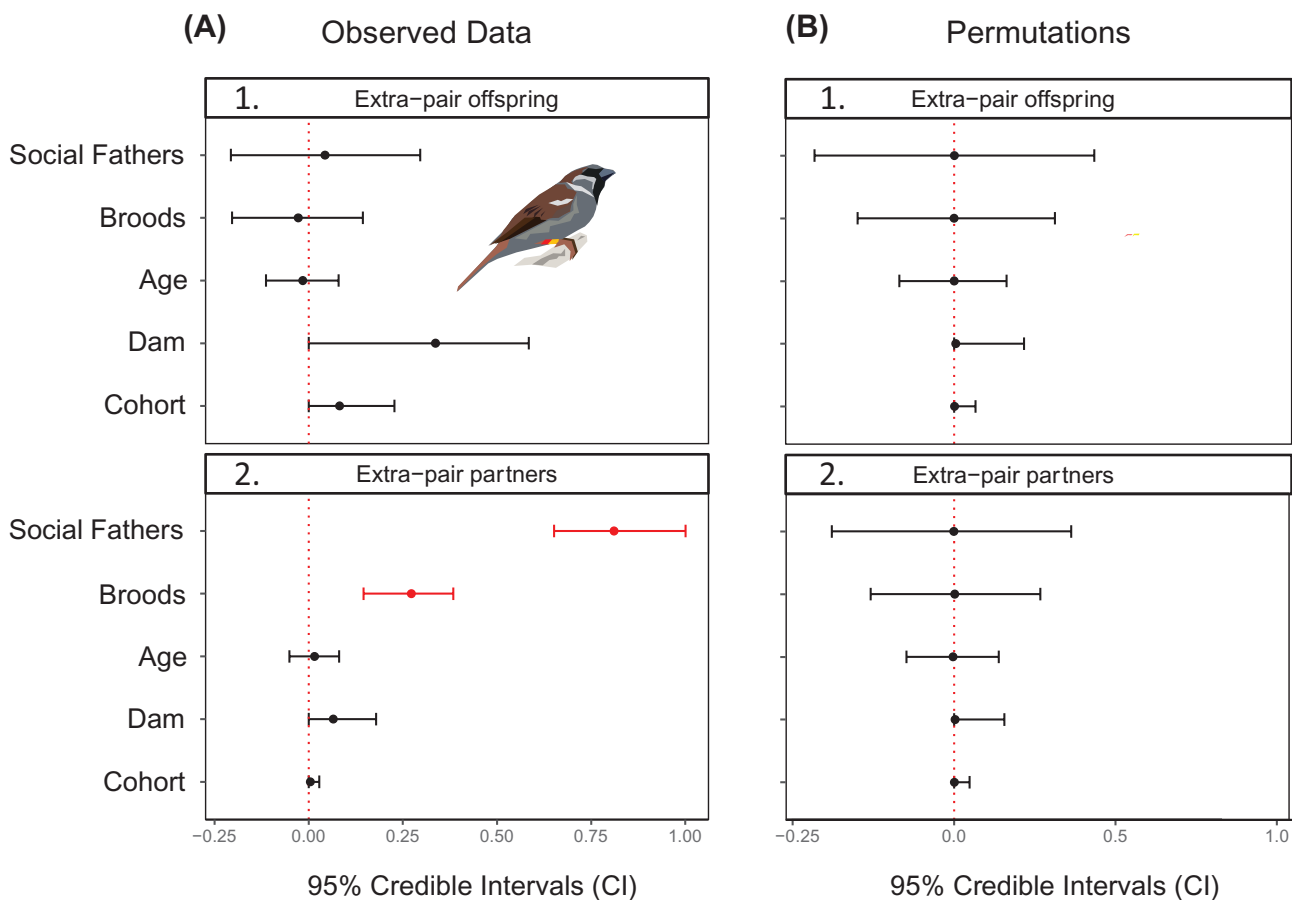 (A) Observed Data
1. Extra−pair offspring
Social Fathers
Broods
Age
Dam
Cohort
2. Extra−pair partners
Social Fathers
Broods
Age
Dam
Cohort
−0.25 0.00 0.25 0.50 0.75 1.00
95% Credible Intervals (CI)
(B) Permutations
1. Extra−pair offspring
2. Extra−pair partners
−0.25 0.0 0.5 1.0
95% Credible Intervals (CI)